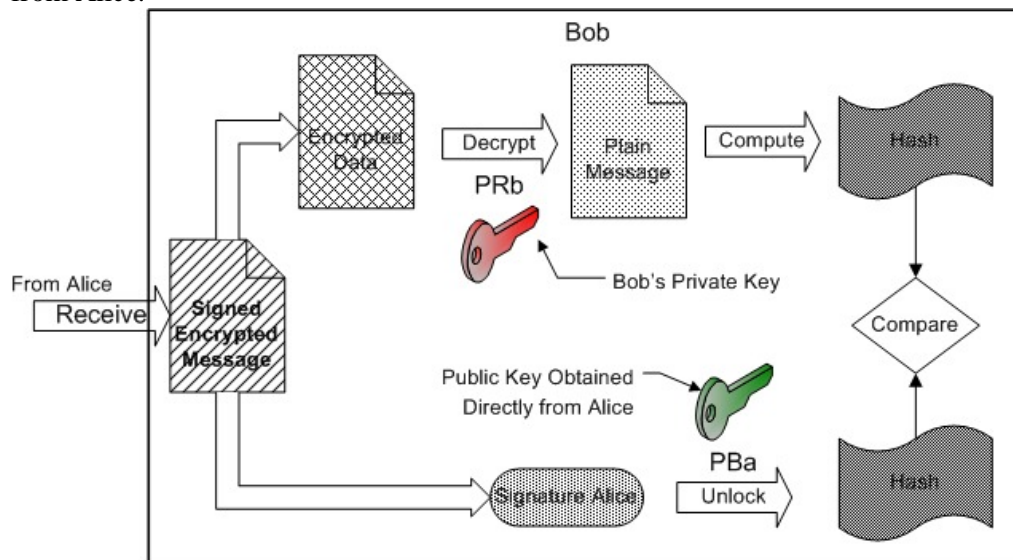 from Alice.
Bob
Encrypted
Data
Decrypt
Plain
Message
Compute
Hash
PRb
Bob's Private Key
From Alice
Receive
Signed
Encrypted
Message
Compare
Public Key Obtained
Directly from Alice
PBa
Signature Alice
Unlock
Hash